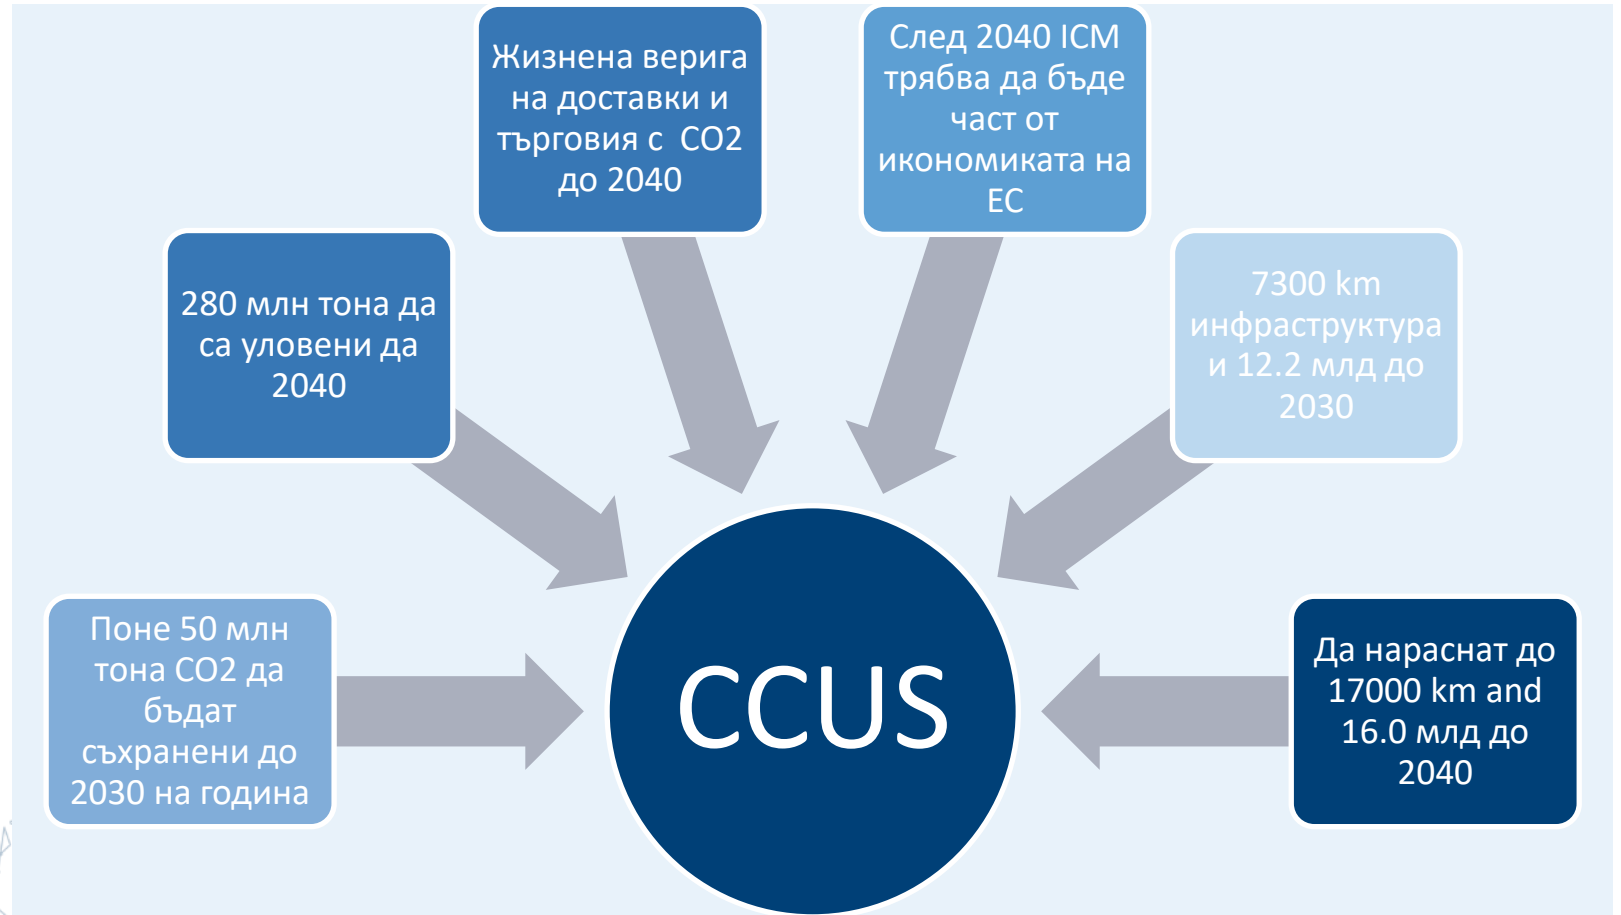 Жизнена верига
на доставки и
търговия с СО2
до 2040
След 2040 ICM
трябва да бъде
част от
икономиката на
ЕС
280 млн тона да
са уловени да
2040
7300 km
инфраструктура
и 12.2 млд до
2030
Поне 50 млн
тона СО2 да
бъдат
съхранени до
2030 на година
CCUS
Да нараснат до
17000 km and
16.0 млд до
2040